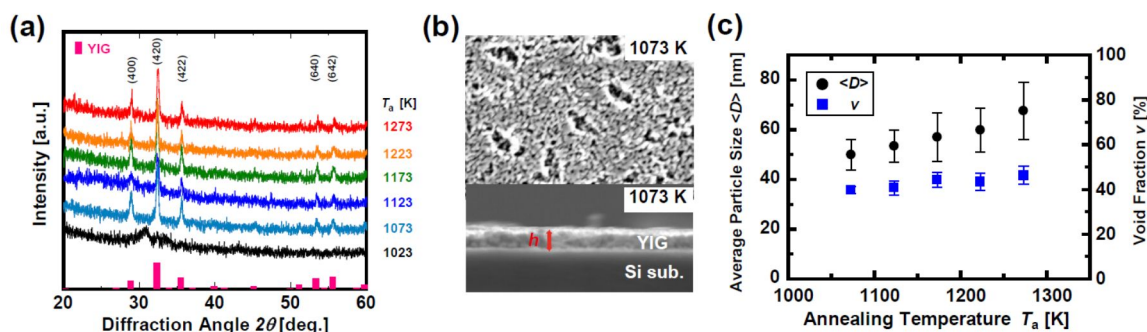 (a)
YIG
(400)
(420)
(422)
(640)
(642)
Tₐ [K]
1273
1223
1173
1123
1073
1023
Intensity [a.u.]
20 30 40 50 60
Diffraction Angle 2θ [deg.]
(b)
1073 K
1073 K
h
YIG
Si sub.
(c)
<D>
v
Average Particle Size <D> [nm]
80
60
40
20
0
Void Fraction v [%]
100
80
60
40
20
0
1000 1100 1200 1300
Annealing Temperature Tₐ [K]